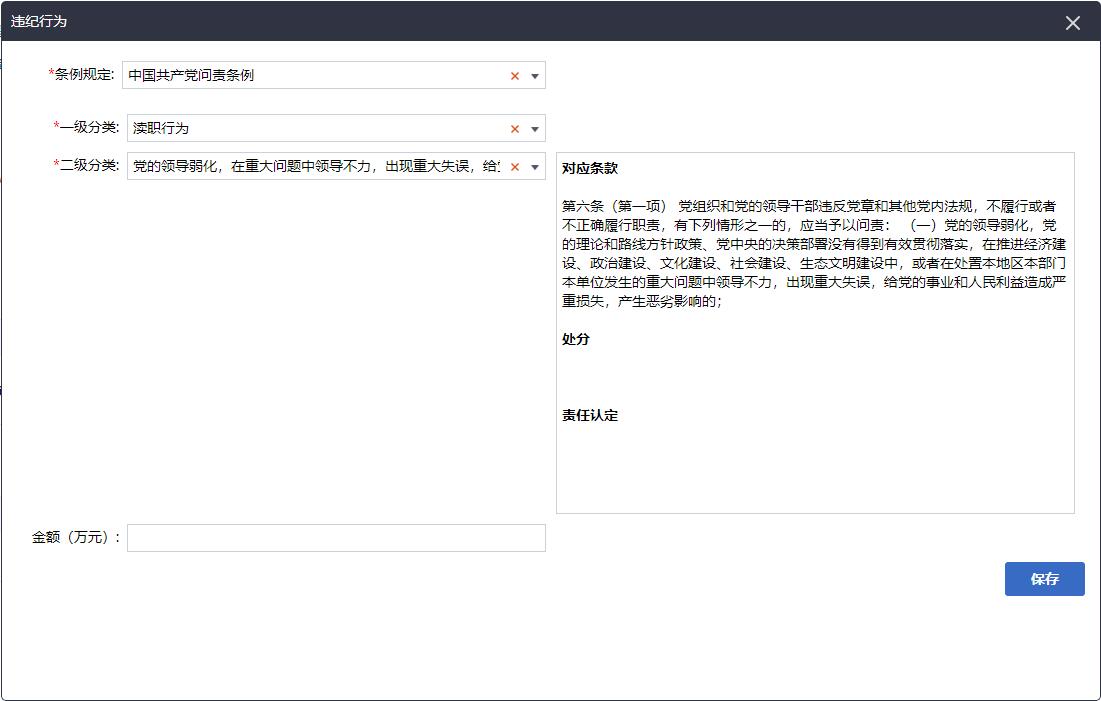 违纪行为
*条例规定: 中国共产党问责条例
*一级分类: 渎职行为
*二级分类: 党的领导弱化，在重大问题中领导不力，出现重大失误，给
对应条款
第六条（第一项） 党组织和党的领导干部违反党章和其他党内法规，不履行或者
不正确履行职责，有下列情形之一的，应当予以问责： （一）党的领导弱化，党
的理论和路线方针政策、党中央的决策部署没有得到有效贯彻落实，在推进经济建
设、政治建设、文化建设、社会建设、生态文明建设中，或者在处置本地区本部门
本单位发生的重大问题中领导不力，出现重大失误，给党的事业和人民利益造成严
重损失，产生恶劣影响的；
处分
责任认定
金额（万元）:
保存